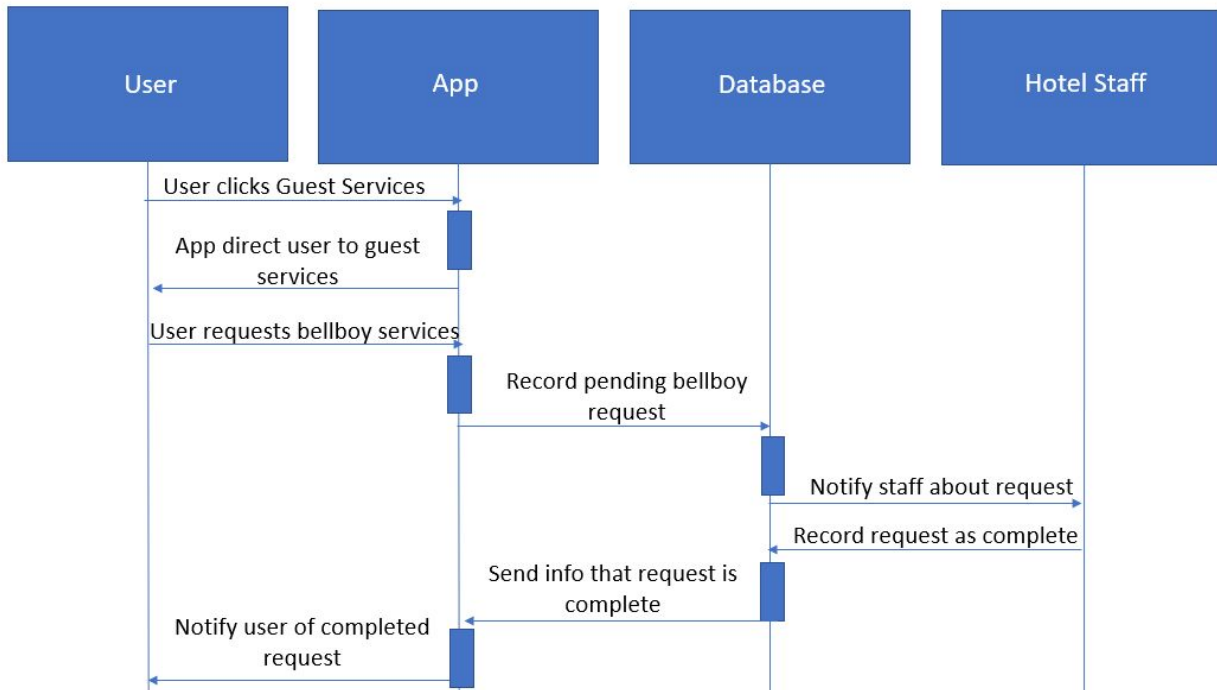 User
App
Database
Hotel Staff
User clicks Guest Services
App direct user to guest
services
User requests bellboy services
Record pending bellboy
request
Notify staff about request
Record request as complete
Send info that request is
complete
Notify user of completed
request